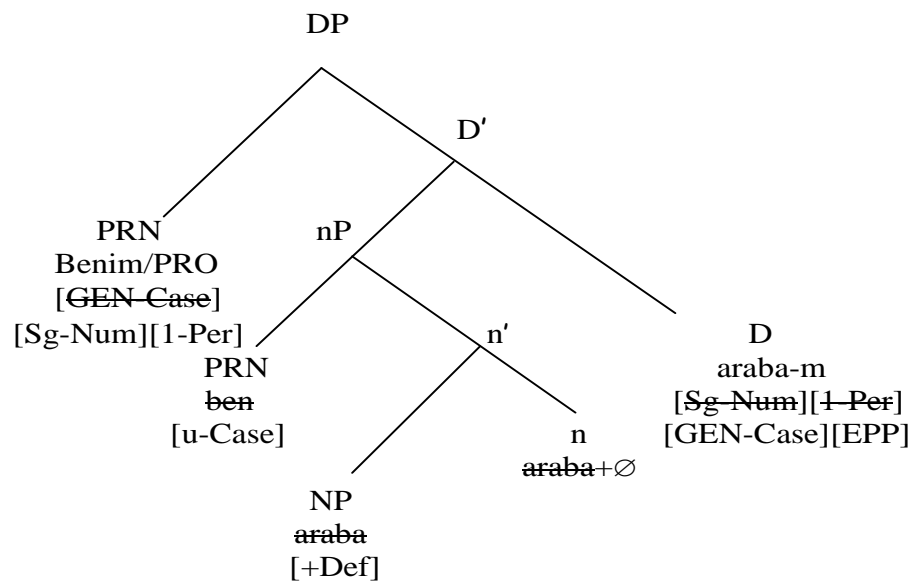 DP
D'
PRN
Benim/PRO
[GEN-Case]
[Sg-Num][1-Per]
nP
PRN
ben
[u-Case]
n'
NP
araba
[+Def]
n
araba+∅
D
araba-m
[Sg-Num][1-Per]
[GEN-Case][EPP]